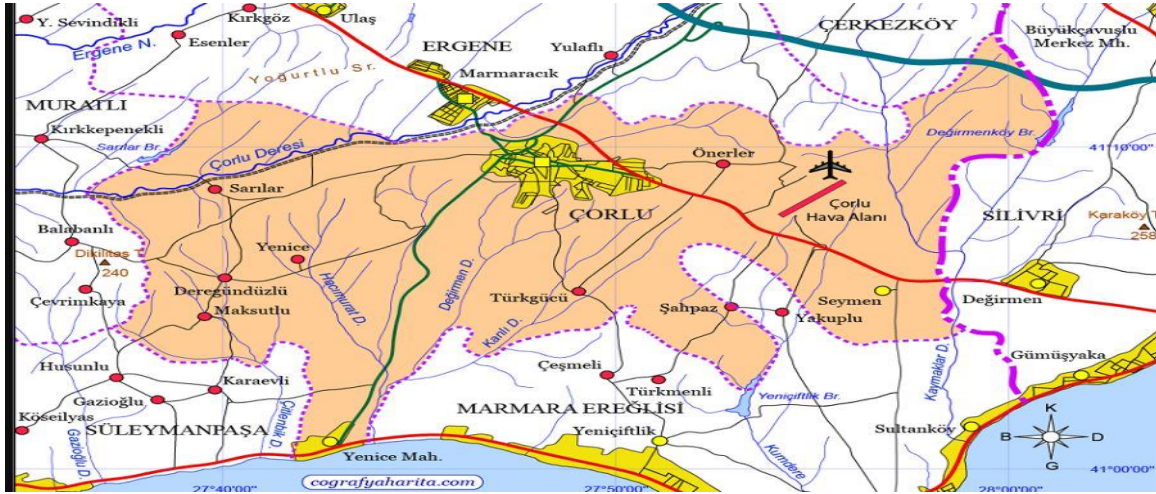 Y. Sevindikli
Kırkgöz
Ulaş
Esenler
Ergene N.
ERGENE
Yulaflı
ÇERKEZKÖY
Büyükçavuşlu
Merkez Mh.
Yoğurtlu Sr.
Marmaracık
MURATLI
Kırkkepenekli
Sarılar Br.
Çorlu Deresi
Değirmenköy Br.
41°10'00"
Önerler
Sarılar
ÇORLU
Çorlu
Hava Alanı
SİLİVRİ
Karaköy T.
258
Balabanlı
Dikilitaş T.
240
Yenice
Hacımurat D.
Değirmen D.
Çevrimkaya
Deregündüzlü
Maksutlu
Türkgücü
Kanlı D.
Şahpaz
Seymen
Yakuplu
Değirmen
Husunlu
Karaevli
Gazioğlu
Çeşmeli
Türkmenli
Gümüşyaka
Kaymaklar D.
Köseilyas
SÜLEYMANPAŞA
Gazioğlu D.
MARMARA EREĞLİSİ
Yeniçiftlik Br.
Yeniçiftlik
Kumdere
Sultanköy
K
B
D
G
Yenice Mah.
41°00'00"
cografyaharita.com
27°40'00"
27°50'00"
28°00'00"